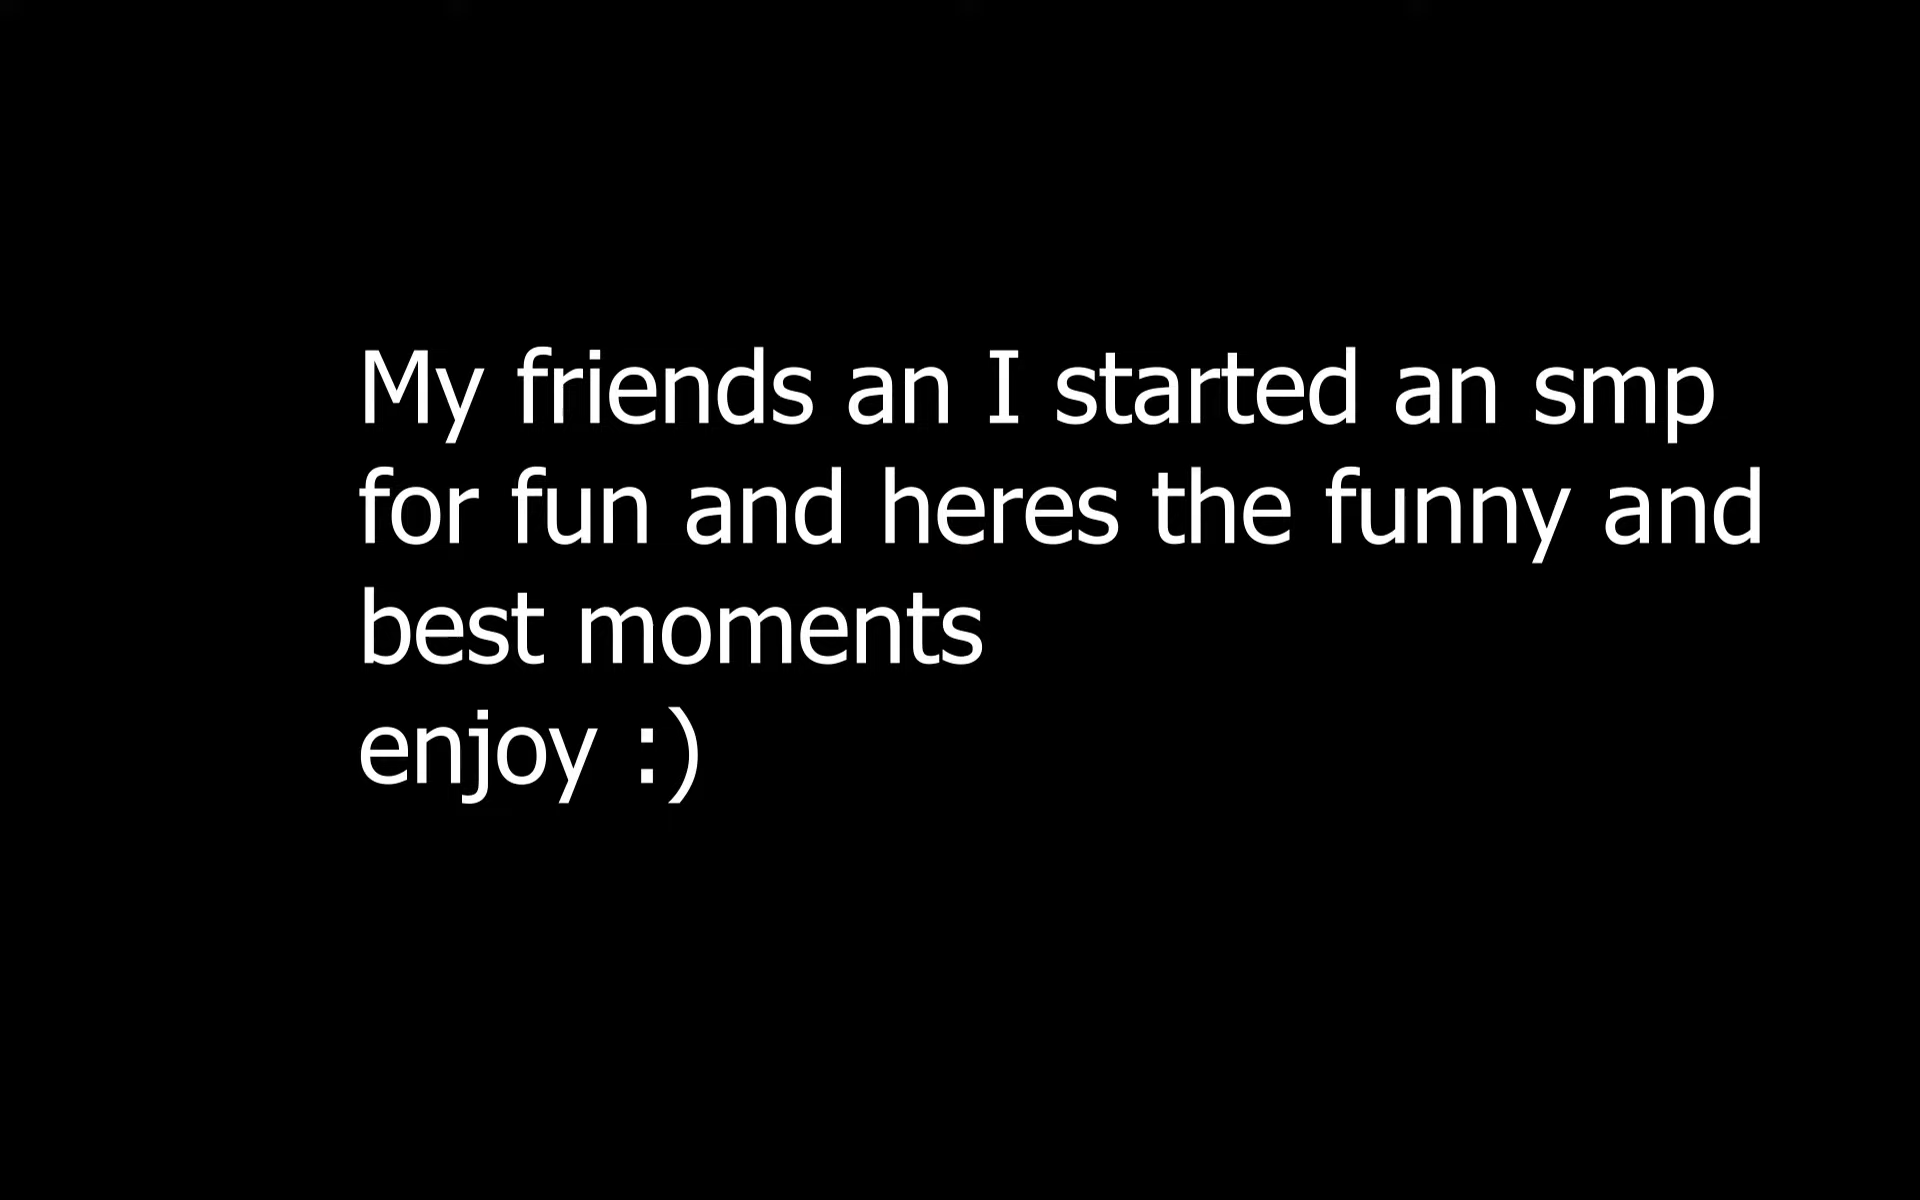 My friends an I started an smp
for fun and heres the funny and
best moments
enjoy :)